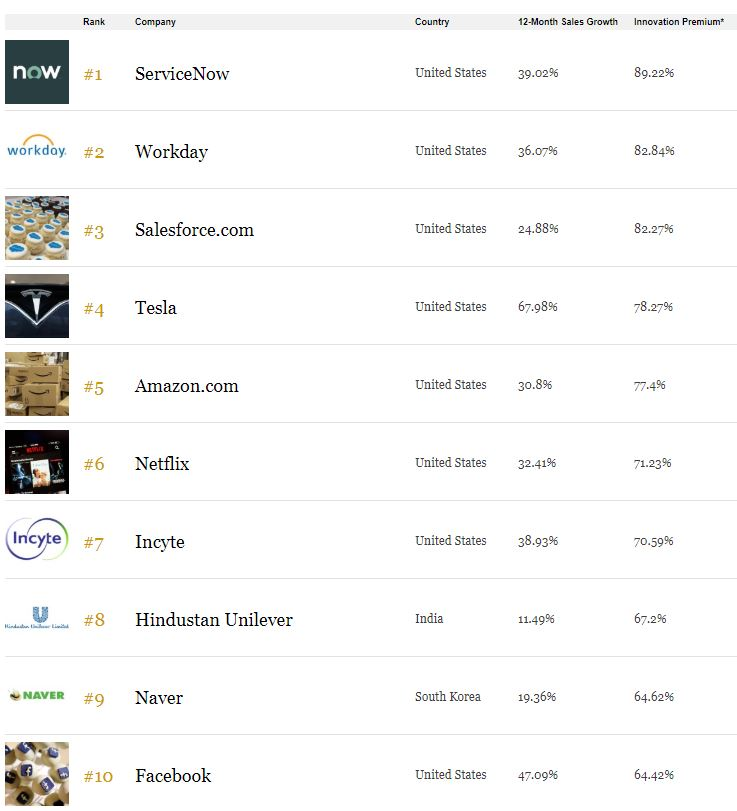 Rank Company Country 12-Month Sales Growth Innovation Premium*
now #1 ServiceNow United States 39.02% 89.22%
workday. #2 Workday United States 36.07% 82.84%
#3 Salesforce.com United States 24.88% 82.27%
#4 Tesla United States 67.98% 78.27%
#5 Amazon.com United States 30.8% 77.4%
NETFLIX #6 Netflix United States 32.41% 71.23%
Incyte #7 Incyte United States 38.93% 70.59%
Hindustan Unilever Limited #8 Hindustan Unilever India 11.49% 67.2%
NAVER #9 Naver South Korea 19.36% 64.62%
#10 Facebook United States 47.09% 64.42%